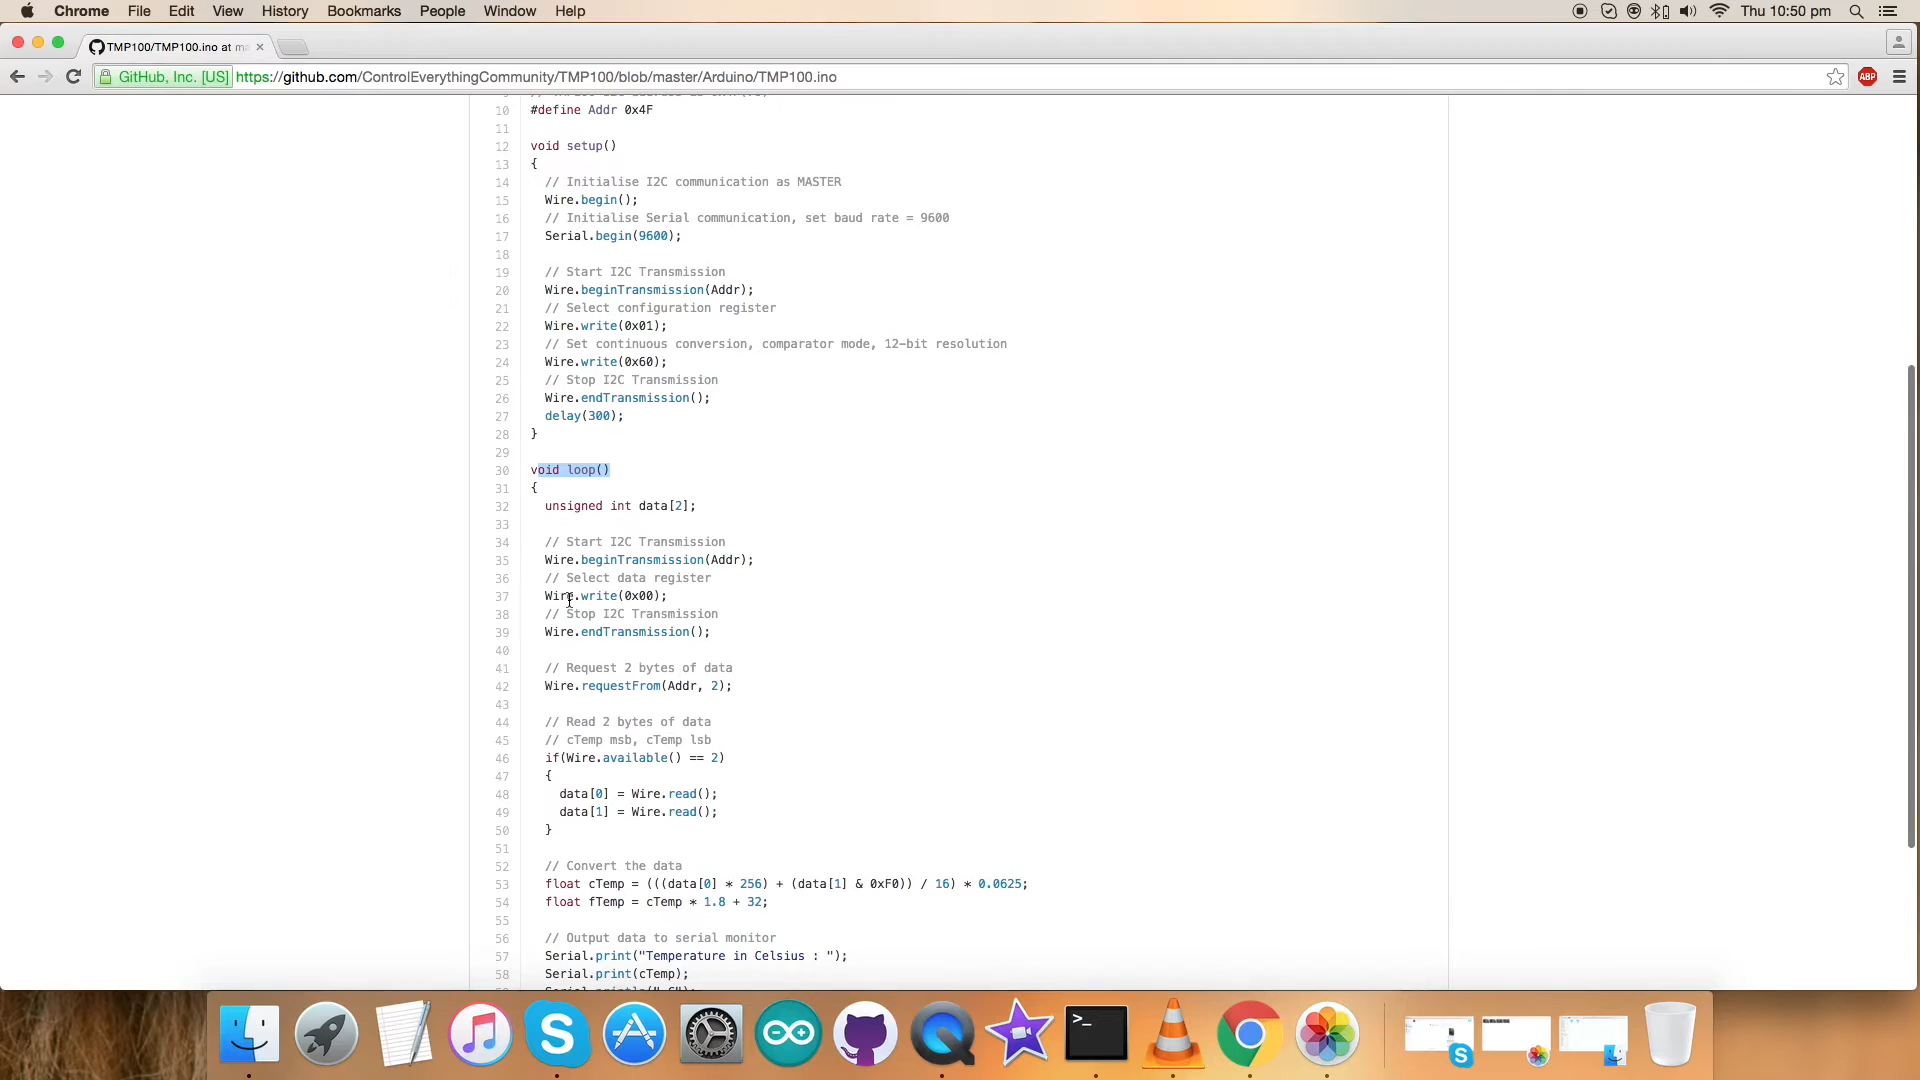 Chrome File Edit View History Bookmarks People Window Help Thu 10:50 pm
TMP100/TMP100.ino at ma
GitHub, Inc. [US] https://github.com/ControlEverythingCommunity/TMP100/blob/master/Arduino/TMP100.ino
ABP
10 #define Addr 0x4F
11
12 void setup()
13 {
14 // Initialise I2C communication as MASTER
15 Wire.begin();
16 // Initialise Serial communication, set baud rate = 9600
17 Serial.begin(9600);
18
19 // Start I2C Transmission
20 Wire.beginTransmission(Addr);
21 // Select configuration register
22 Wire.write(0x01);
23 // Set continuous conversion, comparator mode, 12-bit resolution
24 Wire.write(0x60);
25 // Stop I2C Transmission
26 Wire.endTransmission();
27 delay(300);
28 }
29
30 void loop()
31 {
32 unsigned int data[2];
33
34 // Start I2C Transmission
35 Wire.beginTransmission(Addr);
36 // Select data register
37 Wire.write(0x00);
38 // Stop I2C Transmission
39 Wire.endTransmission();
40
41 // Request 2 bytes of data
42 Wire.requestFrom(Addr, 2);
43
44 // Read 2 bytes of data
45 // cTemp msb, cTemp lsb
46 if(Wire.available() == 2)
47 {
48 data[0] = Wire.read();
49 data[1] = Wire.read();
50 }
51
52 // Convert the data
53 float cTemp = (((data[0] * 256) + (data[1] & 0xF0)) / 16) * 0.0625;
54 float fTemp = cTemp * 1.8 + 32;
55
56 // Output data to serial monitor
57 Serial.print("Temperature in Celsius : ");
58 Serial.print(cTemp);